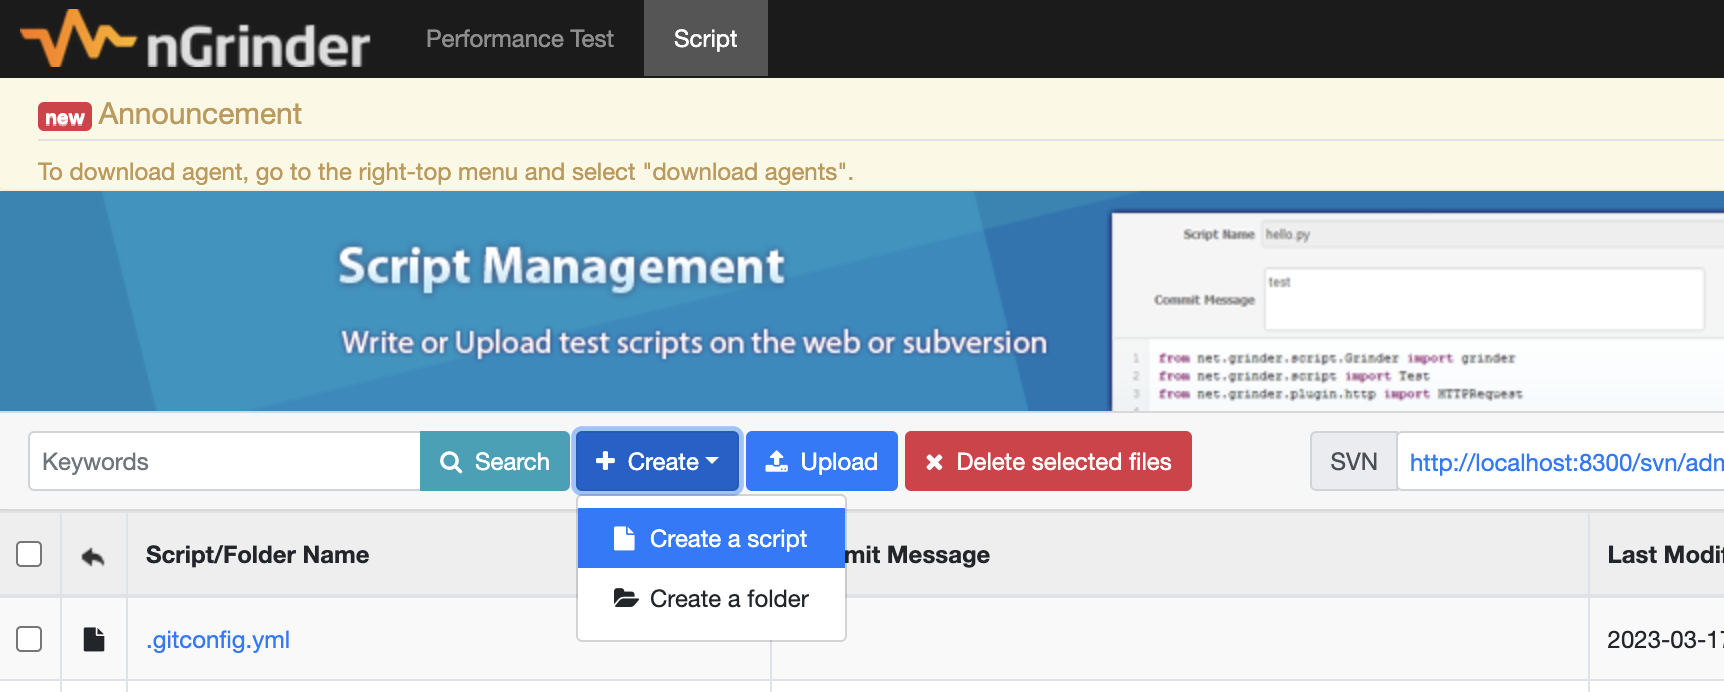 nGrinder Performance Test Script
new Announcement
To download agent, go to the right-top menu and select "download agents".
Script Management
Write or Upload test scripts on the web or subversion
Script Name hello.py
Commit Message test
1 from net.grinder.script.Grinder import grinder
2 from net.grinder.script import Test
3 from net.grinder.plugin.http import HTTPRequest
4
Keywords Search Create Upload Delete selected files SVN http://localhost:8300/svn/adm
Create a script
Create a folder
Script/Folder Name mit Message Last Modif
.gitconfig.yml 2023-03-17